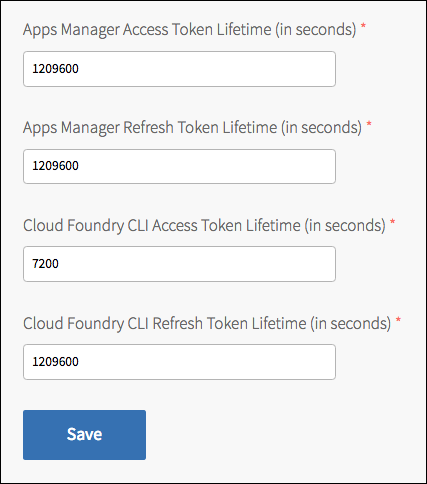 Apps Manager Access Token Lifetime (in seconds) *
1209600
Apps Manager Refresh Token Lifetime (in seconds) *
1209600
Cloud Foundry CLI Access Token Lifetime (in seconds) *
7200
Cloud Foundry CLI Refresh Token Lifetime (in seconds) *
1209600
Save